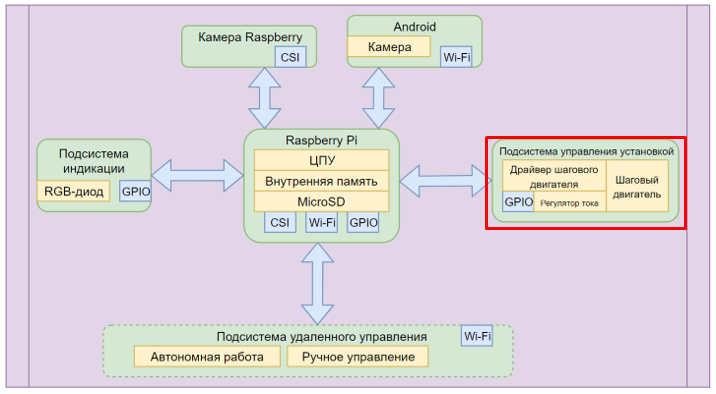 Камера Raspberry
CSI
Android
Камера
Wi-Fi
Подсистема
индикации
RGB-диод
GPIO
Raspberry Pi
ЦПУ
Внутренняя память
MicroSD
CSI
Wi-Fi
GPIO
Подсистема управления установкой
Драйвер шагового
двигателя
GPIO
Регулятор тока
Шаговый
двигатель
Подсистема удаленного управления
Wi-Fi
Автономная работа
Ручное управление